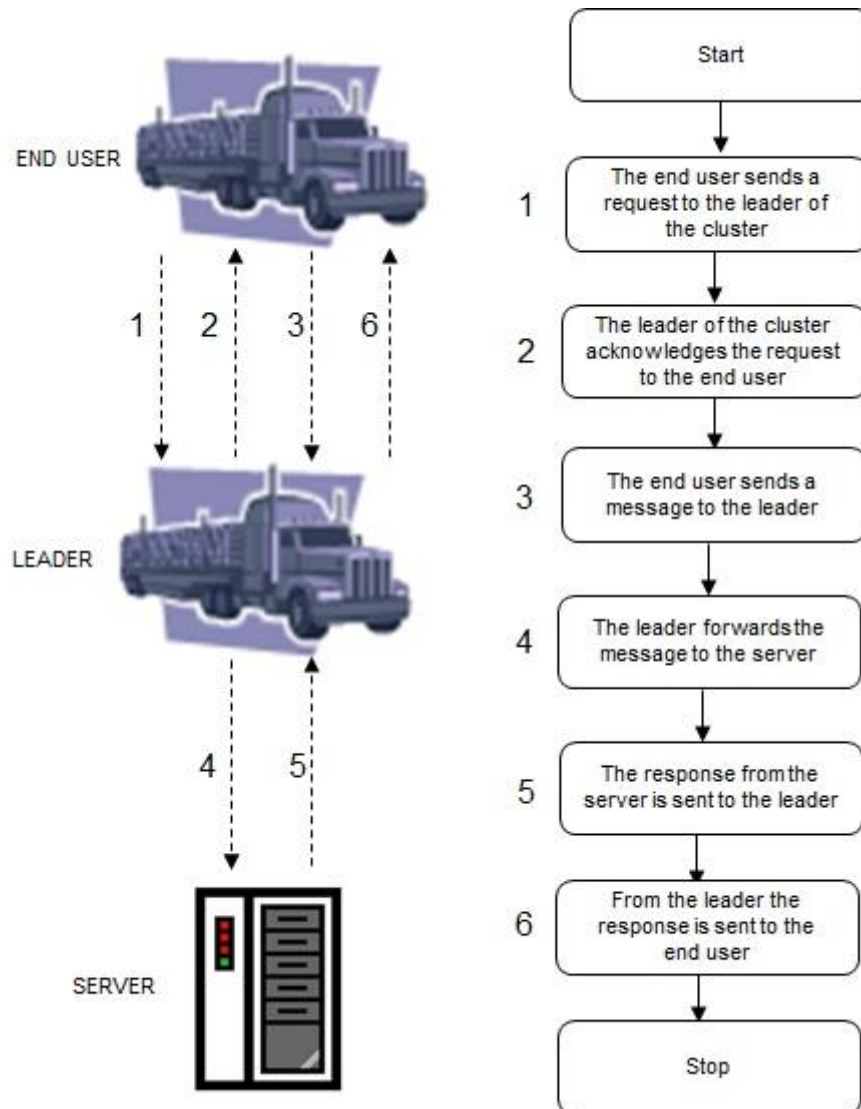 END USER
1
2
3
6
LEADER
4
5
SERVER
Start
1
The end user sends a
request to the leader of
the cluster
2
The leader of the cluster
acknowledges the request
to the end user
3
The end user sends a
message to the leader
4
The leader forwards the
message to the server
5
The response from the
server is sent to the leader
6
From the leader the
response is sent to the
end user
Stop